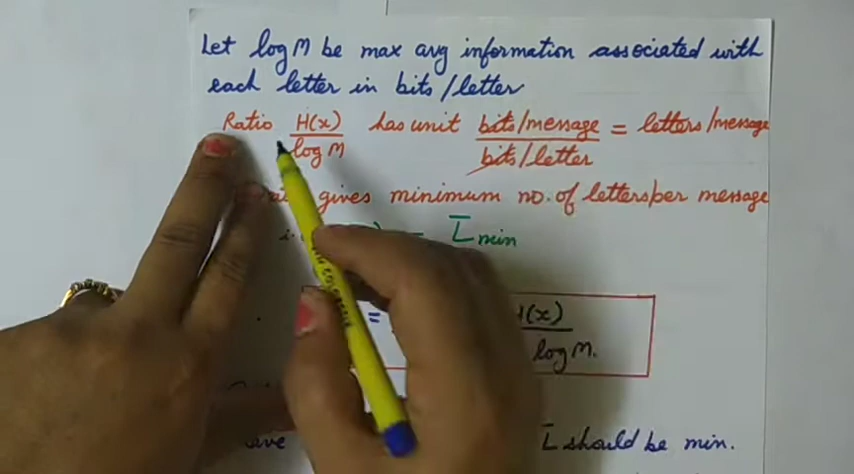 Let log M be max avg information associated with
each letter in bits/letter
Ratio H(x)/log M has unit bits/message / bits/letter = letters/message
gives minimum no. of letters per message
i. = L̄ min
= H(x)/log M.
L̄ should be min.